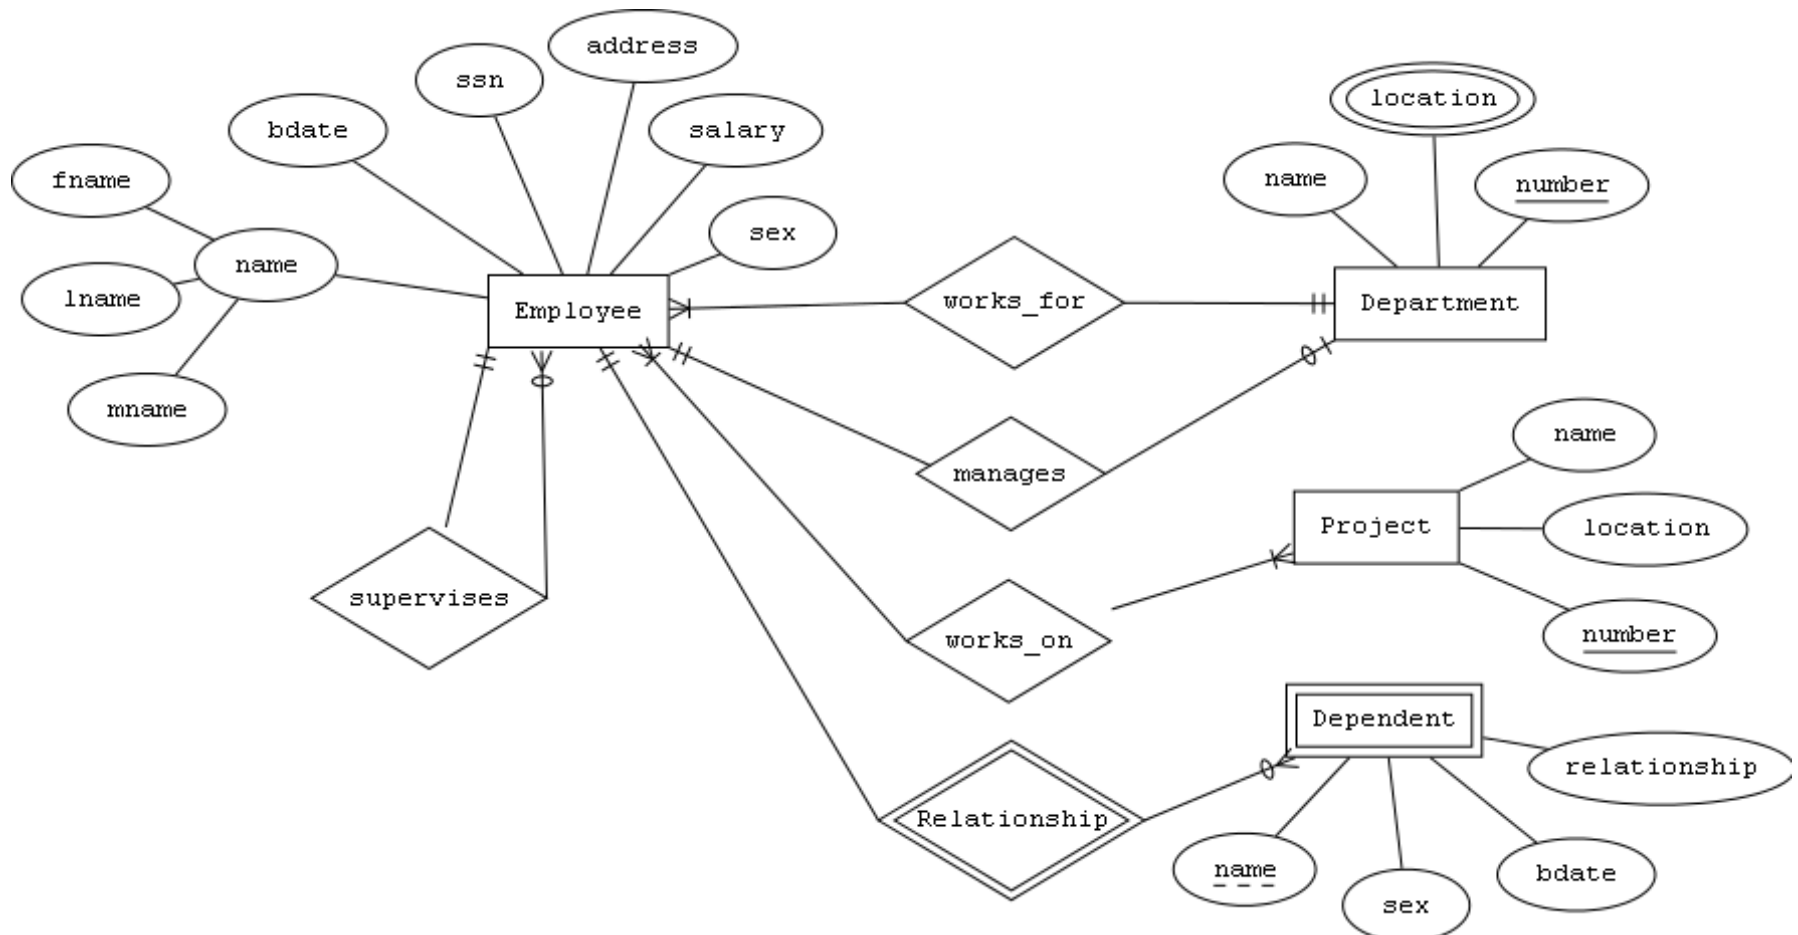 address
ssn
location
bdate
salary
fname
name
number
sex
name
lname
works_for
Department
Employee
mname
name
manages
Project
location
supervises
works_on
number
Dependent
relationship
Relationship
name
bdate
sex